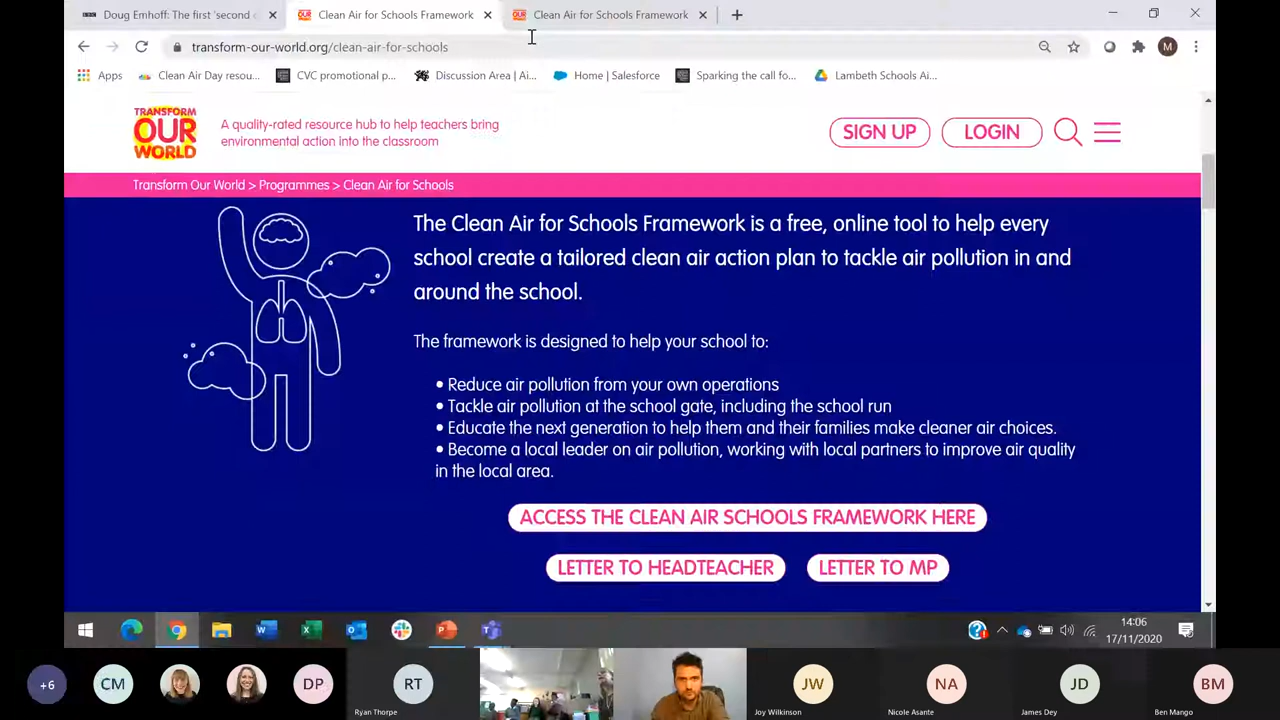 Doug Emhoff: The first 'second
Clean Air for Schools Framework
Clean Air for Schools Framework
transform-our-world.org/clean-air-for-schools
M
Apps
Clean Air Day resou...
CVC promotional p...
Discussion Area | Ai...
Home | Salesforce
Sparking the call fo...
Lambeth Schools Ai...
TRANSFORM
OUR
WORLD
A quality-rated resource hub to help teachers bring
environmental action into the classroom
SIGN UP
LOGIN
Transform Our World > Programmes > Clean Air for Schools
The Clean Air for Schools Framework is a free, online tool to help every
school create a tailored clean air action plan to tackle air pollution in and
around the school.
The framework is designed to help your school to:
• Reduce air pollution from your own operations
• Tackle air pollution at the school gate, including the school run
• Educate the next generation to help them and their families make cleaner air choices.
• Become a local leader on air pollution, working with local partners to improve air quality
in the local area.
ACCESS THE CLEAN AIR SCHOOLS FRAMEWORK HERE
LETTER TO HEADTEACHER
LETTER TO MP
14:06
17/11/2020
+6
CM
DP
RT
Ryan Thorpe
JW
Joy Wilkinson
NA
Nicole Asante
JD
James Dey
BM
Ben Mango